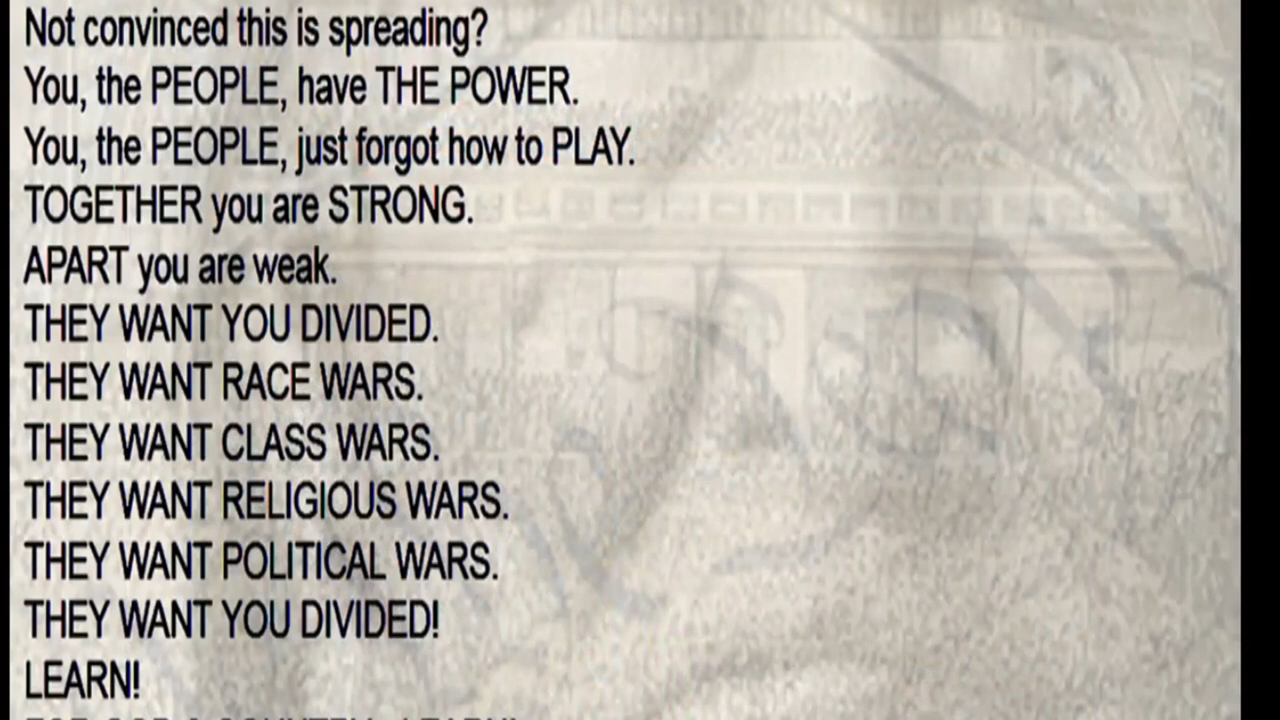 Not convinced this is spreading?
You, the PEOPLE, have THE POWER.
You, the PEOPLE, just forgot how to PLAY.
TOGETHER you are STRONG.
APART you are weak.
THEY WANT YOU DIVIDED.
THEY WANT RACE WARS.
THEY WANT CLASS WARS.
THEY WANT RELIGIOUS WARS.
THEY WANT POLITICAL WARS.
THEY WANT YOU DIVIDED!
LEARN!